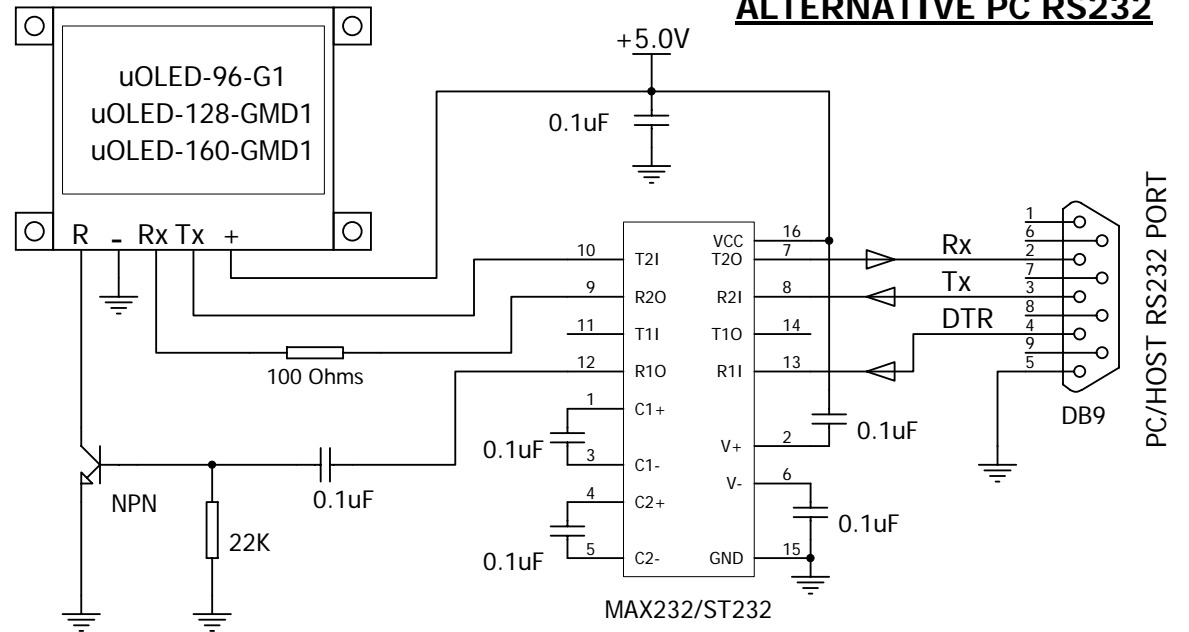 ALTERNATIVE PC RS232
+5.0V
uOLED-96-G1
uOLED-128-GMD1
uOLED-160-GMD1
0.1uF
R - Rx Tx +
100 Ohms
NPN
22K
0.1uF
10 T2I
9 R2O
11 T1I
12 R1O
1 C1+
0.1uF
3 C1-
4 C2+
0.1uF
5 C2-
VCC 16
T2O 7
R2I 8
T1O 14
R1I 13
V+ 2
0.1uF
V- 6
0.1uF
GND 15
MAX232/ST232
Rx
Tx
DTR
1
6
2
7
3
8
4
9
5
DB9
PC/HOST RS232 PORT